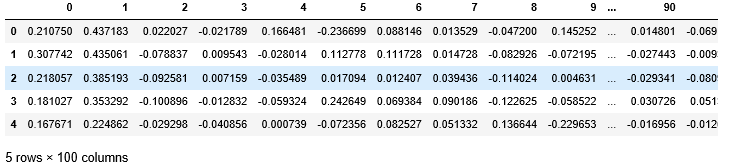 0 1 2 3 4 5 6 7 8 9 ... 90
0 0.210750 0.437183 0.022027 -0.021789 0.166481 -0.236699 0.088146 0.013529 -0.047200 0.145252 ... 0.014801 -0.069
1 0.307742 0.435061 -0.078837 0.009543 -0.028014 0.112778 0.111728 0.014728 -0.082926 -0.072195 ... -0.027443 -0.009
2 0.218057 0.385193 -0.092581 0.007159 -0.035489 0.017094 0.012407 0.039436 -0.114024 0.004631 ... -0.029341 -0.080
3 0.181027 0.353292 -0.100896 -0.012832 -0.059324 0.242649 0.069384 0.090186 -0.122625 -0.058522 ... 0.030726 0.051
4 0.167671 0.224862 -0.029298 -0.040856 0.000739 -0.072356 0.082527 0.051332 0.136644 -0.229653 ... -0.016956 -0.012
5 rows × 100 columns